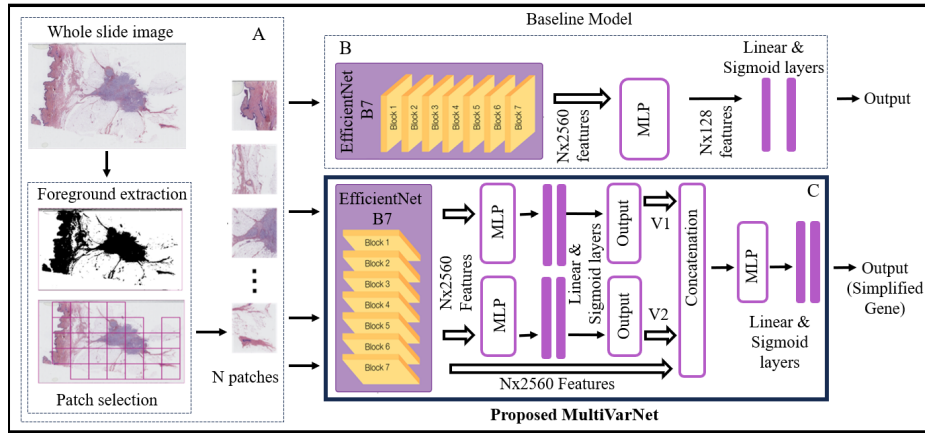 Whole slide image
A
Foreground extraction
Patch selection
N patches
Baseline Model
B
EfficientNet
B7
Block 1
Block 2
Block 3
Block 4
Block 5
Block 6
Block 7
Nx2560
features
MLP
Nx128
features
Linear &
Sigmoid layers
Output
C
EfficientNet
B7
Block 1
Block 2
Block 3
Block 4
Block 5
Block 6
Block 7
Nx2560
Features
MLP
MLP
Linear &
Sigmoid layers
Output
Output
V1
V2
Nx2560 Features
Concatenation
MLP
Linear &
Sigmoid
layers
Output
(Simplified
Gene)
Proposed MultiVarNet